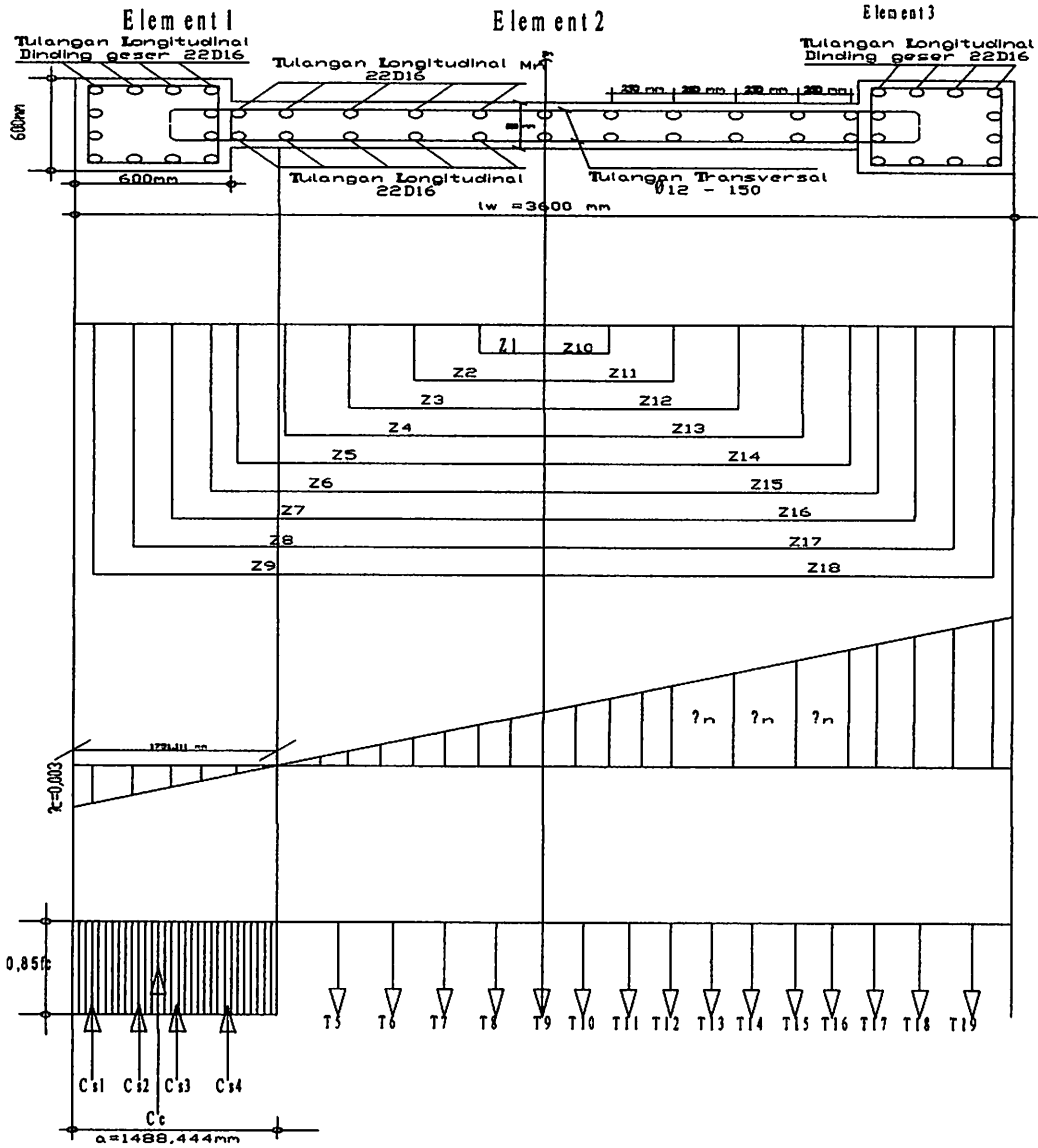 Element 1
Element 2
Element 3
Tulangan Longitudinal
Dinding geser 22D16
Tulangan Longitudinal
22D16
Tulangan Longitudinal
Dinding geser 22D16
600mm
600mm
Tulangan Longitudinal
22D16
Tulangan Transversal
Ø12 - 150
lw =3600 mm
Z1
Z10
Z2
Z11
Z3
Z12
Z4
Z13
Z5
Z14
Z6
Z15
Z7
Z16
Z8
Z17
Z9
Z18
?n
?n
?n
?c=0,003
0,85fc
T5
T6
T7
T8
T9
T10
T11
T12
T13
T14
T15
T16
T17
T18
T19
Cs1
Cs2
Cs3
Cs4
Cc
a=1488,444mm